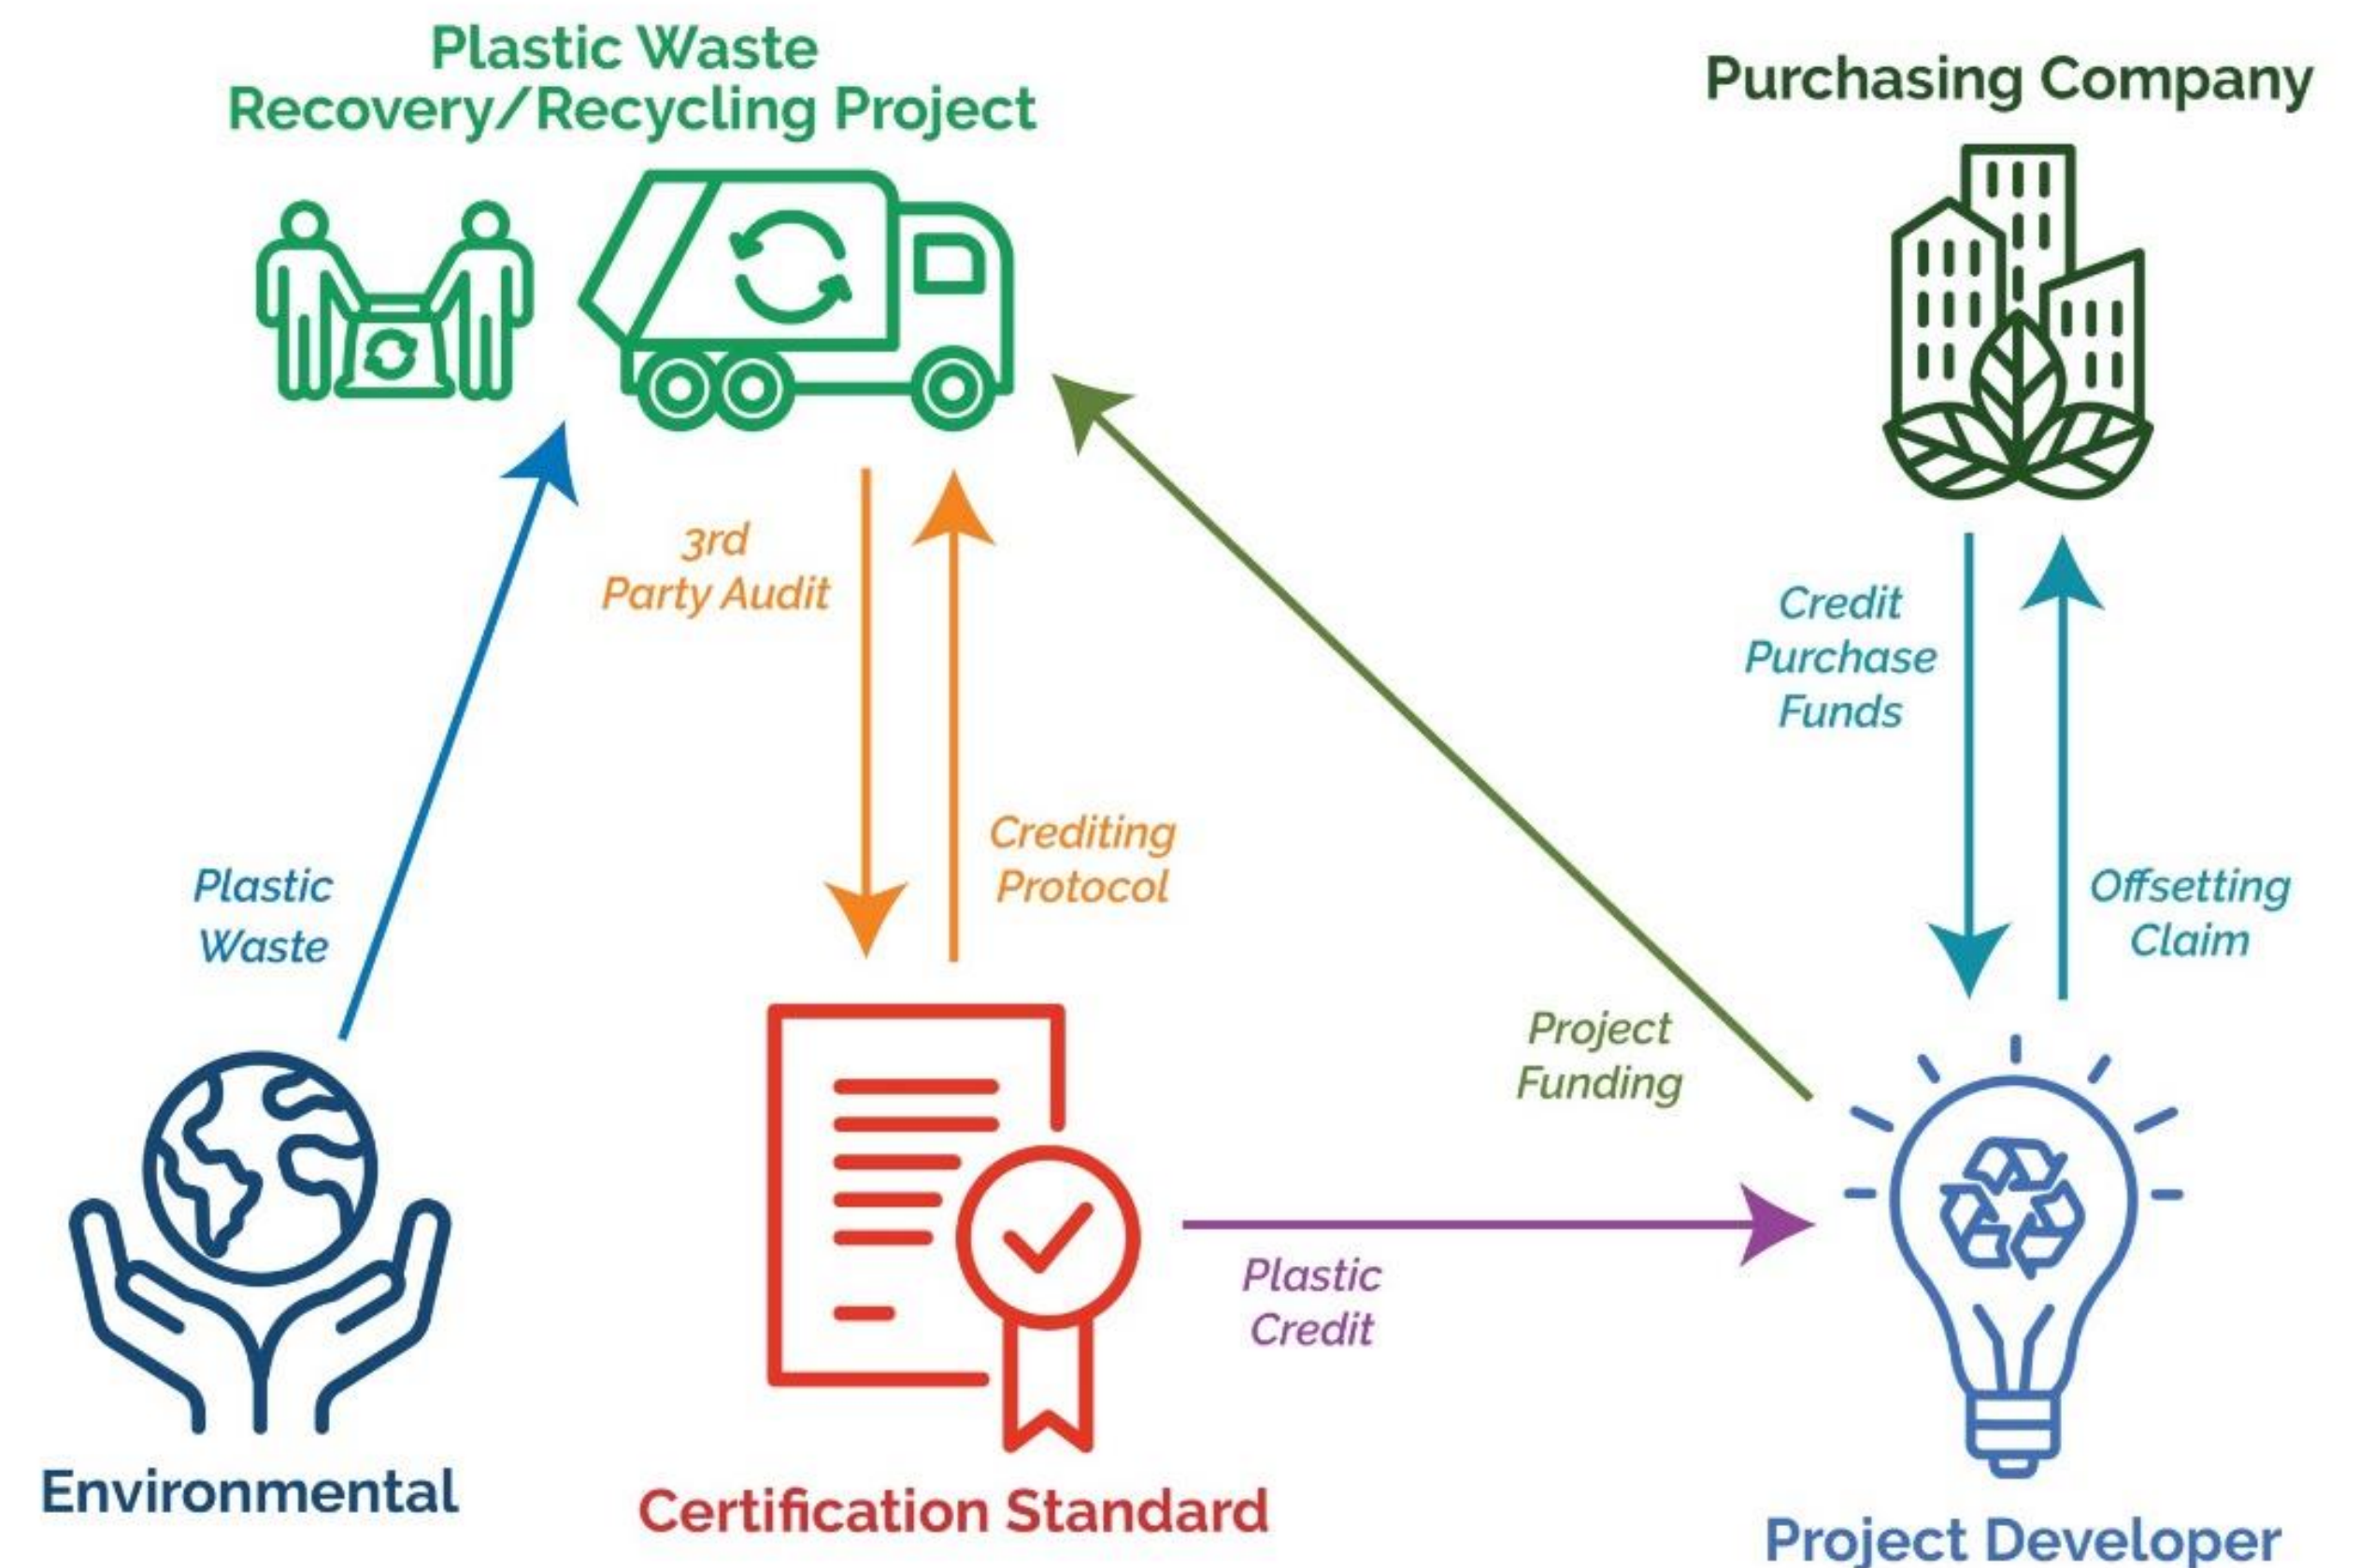 Plastic Waste
Recovery/Recycling Project
Purchasing Company
3rd
Party Audit
Credit
Purchase
Funds
Crediting
Protocol
Plastic
Waste
Offsetting
Claim
Project
Funding
Plastic
Credit
Environmental
Certification Standard
Project Developer